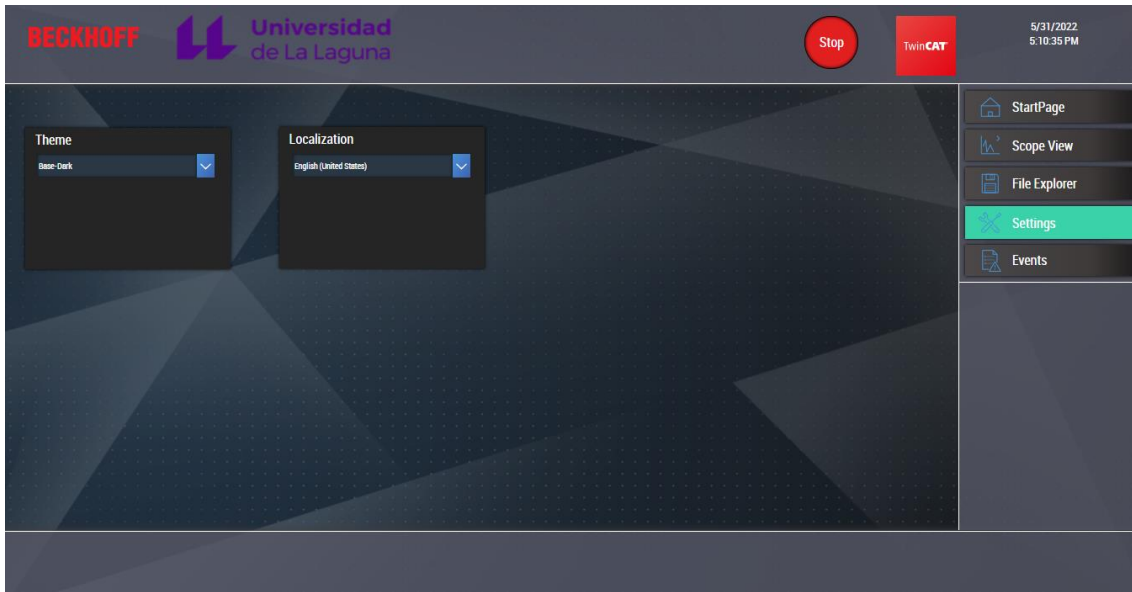 BECKHOFF
Universidad
de La Laguna
Stop
TwinCAT
5/31/2022
5:10:35 PM
Theme
Base-Dark
Localization
English (United States)
StartPage
Scope View
File Explorer
Settings
Events